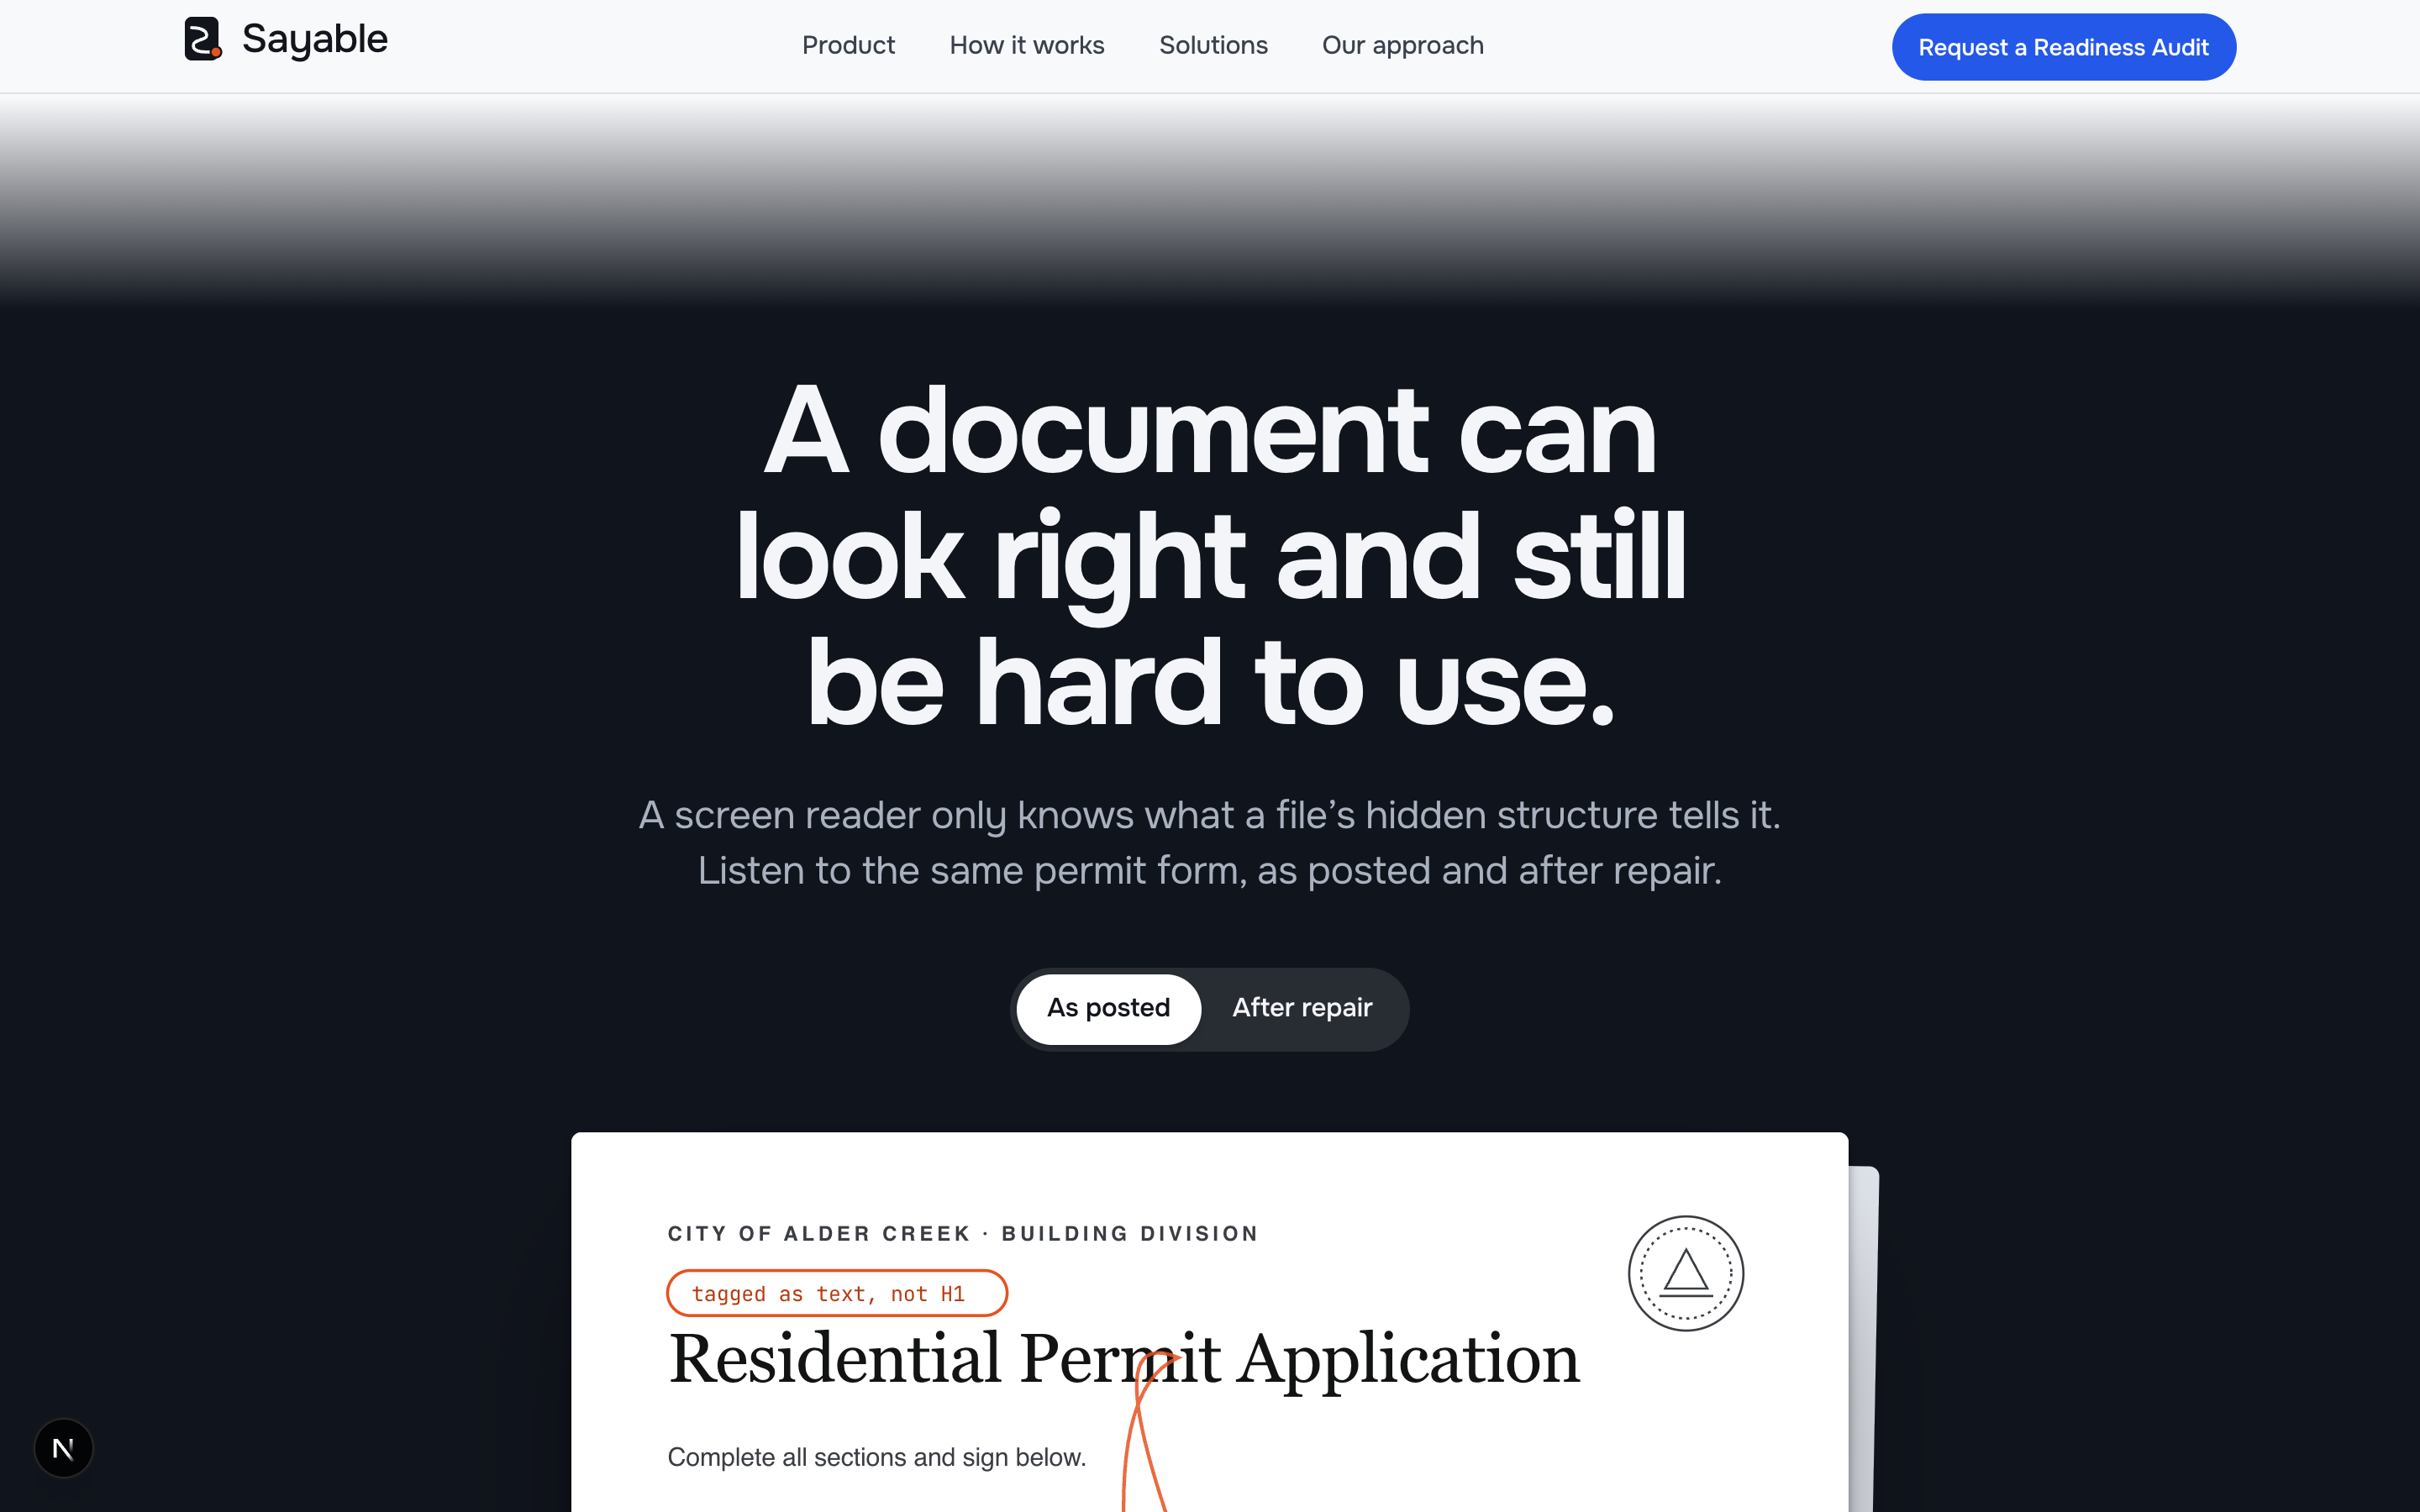 Sayable
Product
How it works
Solutions
Our approach
Request a Readiness Audit
A document can
look right and still
be hard to use.
A screen reader only knows what a file’s hidden structure tells it.
Listen to the same permit form, as posted and after repair.
As posted
After repair
CITY OF ALDER CREEK · BUILDING DIVISION
tagged as text, not H1
Residential Permit Application
Complete all sections and sign below.
N